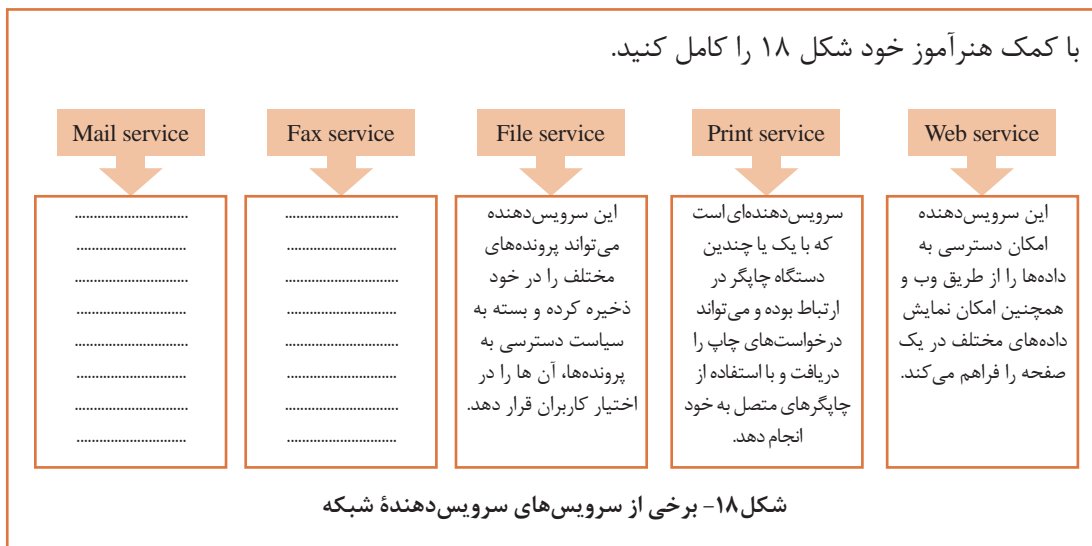 با کمک هنرآموز خود شکل ۱۸ را کامل کنید.
Web service
این سرویس‌دهنده
امکان دسترسی به
داده‌ها را از طریق وب و
همچنین امکان نمایش
داده‌های مختلف در یک
صفحه را فراهم می‌کند.
Print service
سرویس‌دهنده‌ای است
که با یک یا چندین
دستگاه چاپگر در
ارتباط بوده و می‌تواند
درخواست‌های چاپ را
دریافت و با استفاده از
چاپگرهای متصل به خود
انجام دهد.
File service
این سرویس‌دهنده
می‌تواند پرونده‌های
مختلف را در خود
ذخیره کرده و بسته به
سیاست دسترسی به
پرونده‌ها، آن ها را در
اختیار کاربران قرار دهد.
Fax service
..............................
..............................
..............................
..............................
..............................
..............................
..............................
..............................
Mail service
..............................
..............................
..............................
..............................
..............................
..............................
..............................
..............................
شکل۱۸- برخی از سرویس‌های سرویس‌دهندهٔ شبکه